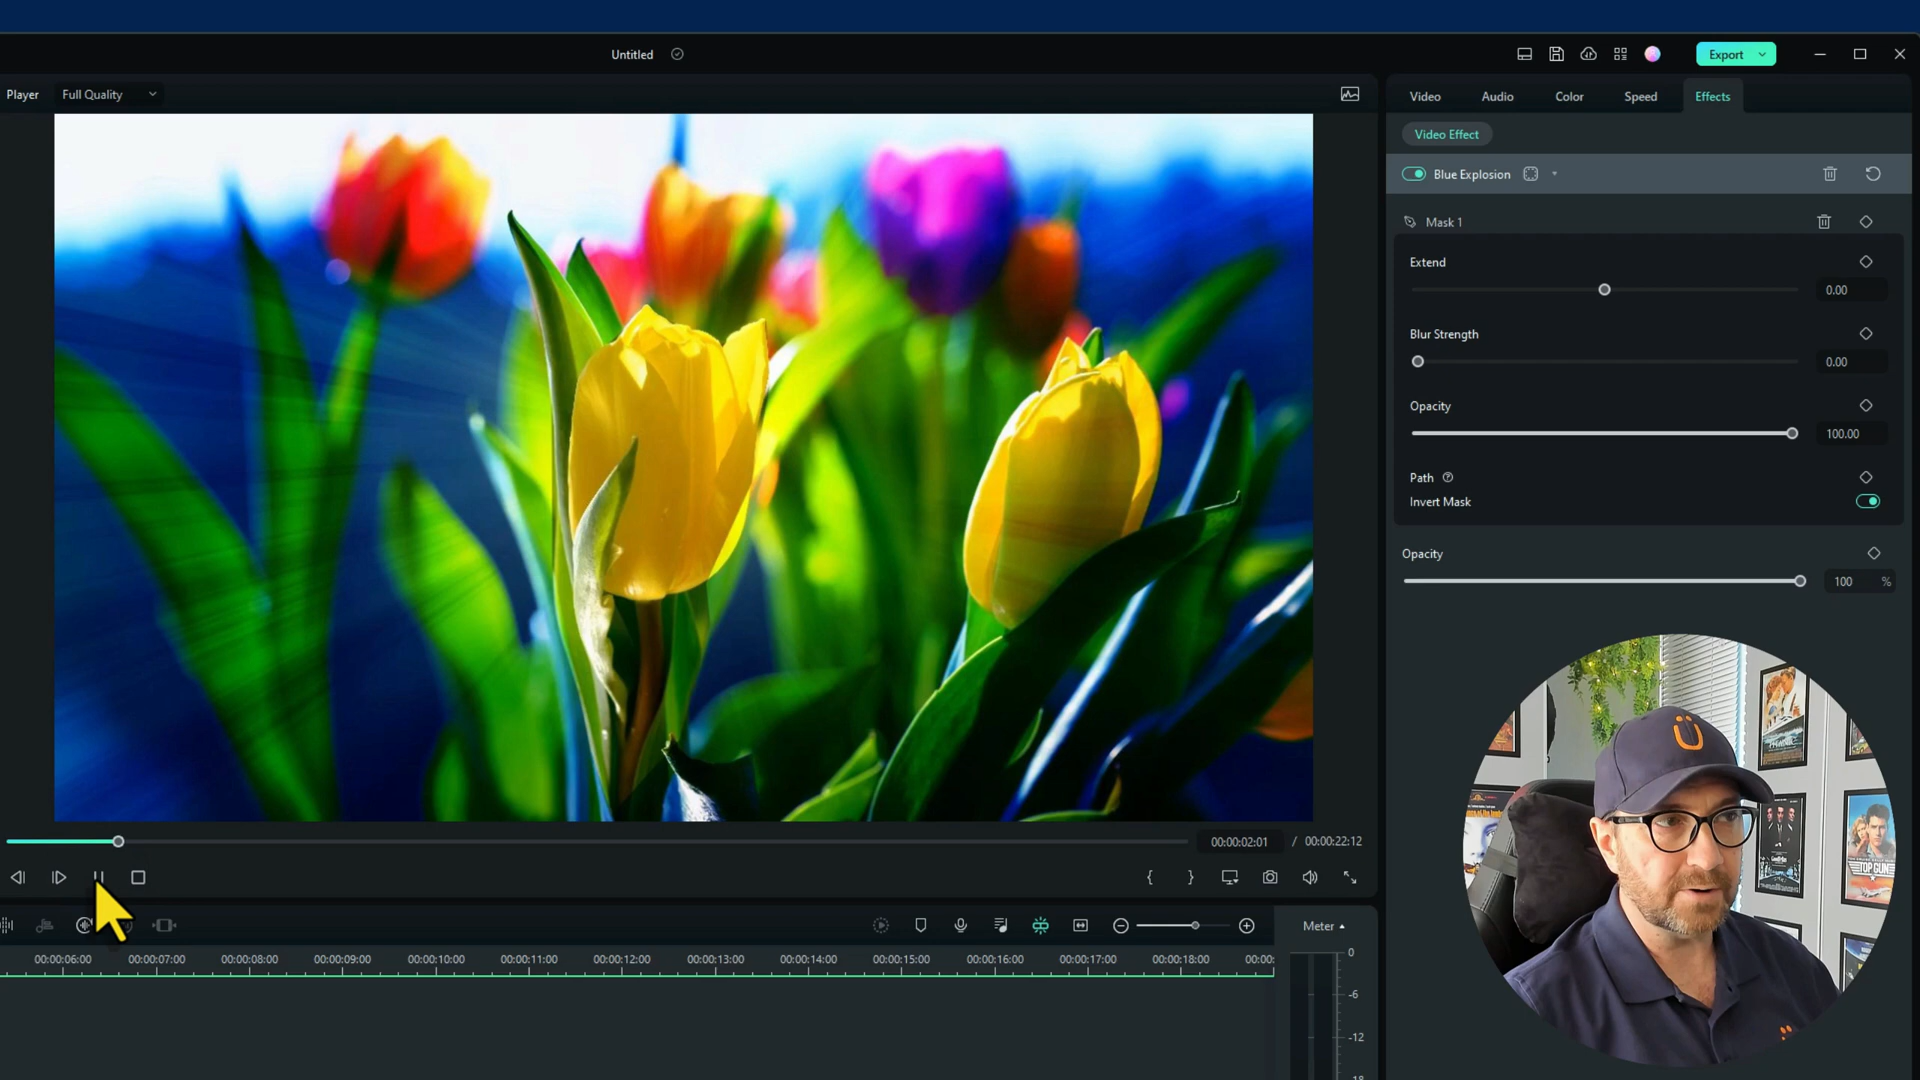 Untitled
Export
Player
Full Quality
Video
Audio
Color
Speed
Effects
Video Effect
Blue Explosion
Mask 1
Extend
0.00
Blur Strength
0.00
Opacity
100.00
Path
Invert Mask
Opacity
100 %
00:00:02:01 / 00:00:22:12
Meter
00:00:06:00
00:00:07:00
00:00:08:00
00:00:09:00
00:00:10:00
00:00:11:00
00:00:12:00
00:00:13:00
00:00:14:00
00:00:15:00
00:00:16:00
00:00:17:00
00:00:18:00
00:00:
0
-6
-12
Ü
TOP GUN